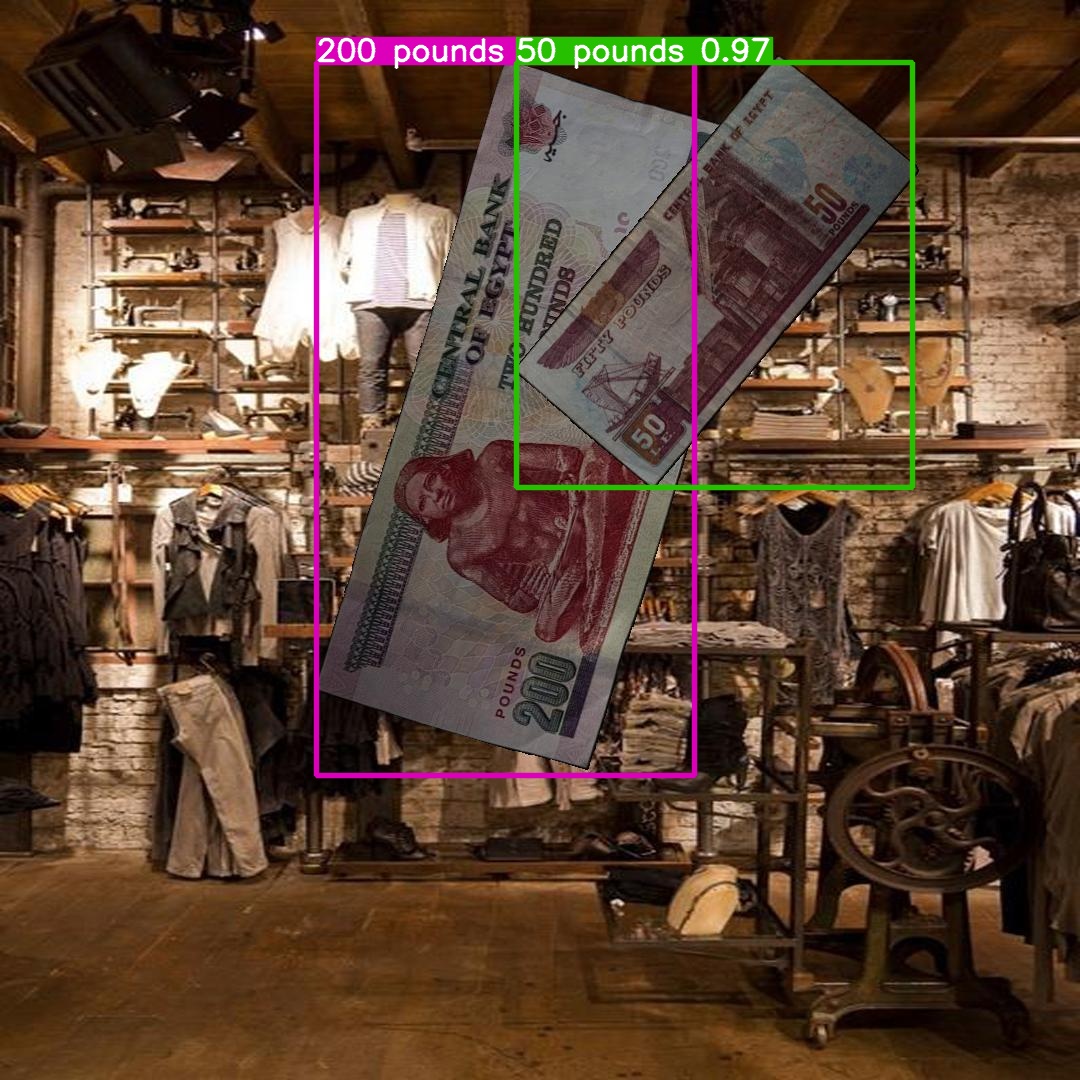 200 pounds
50 pounds 0.97
جنيه
CENTRAL BANK
OF EGYPT
TWO HUNDRED
POUNDS
200
CENTRAL BANK OF EGYPT
50
POUNDS
FIFTY POUNDS
50
L.E.